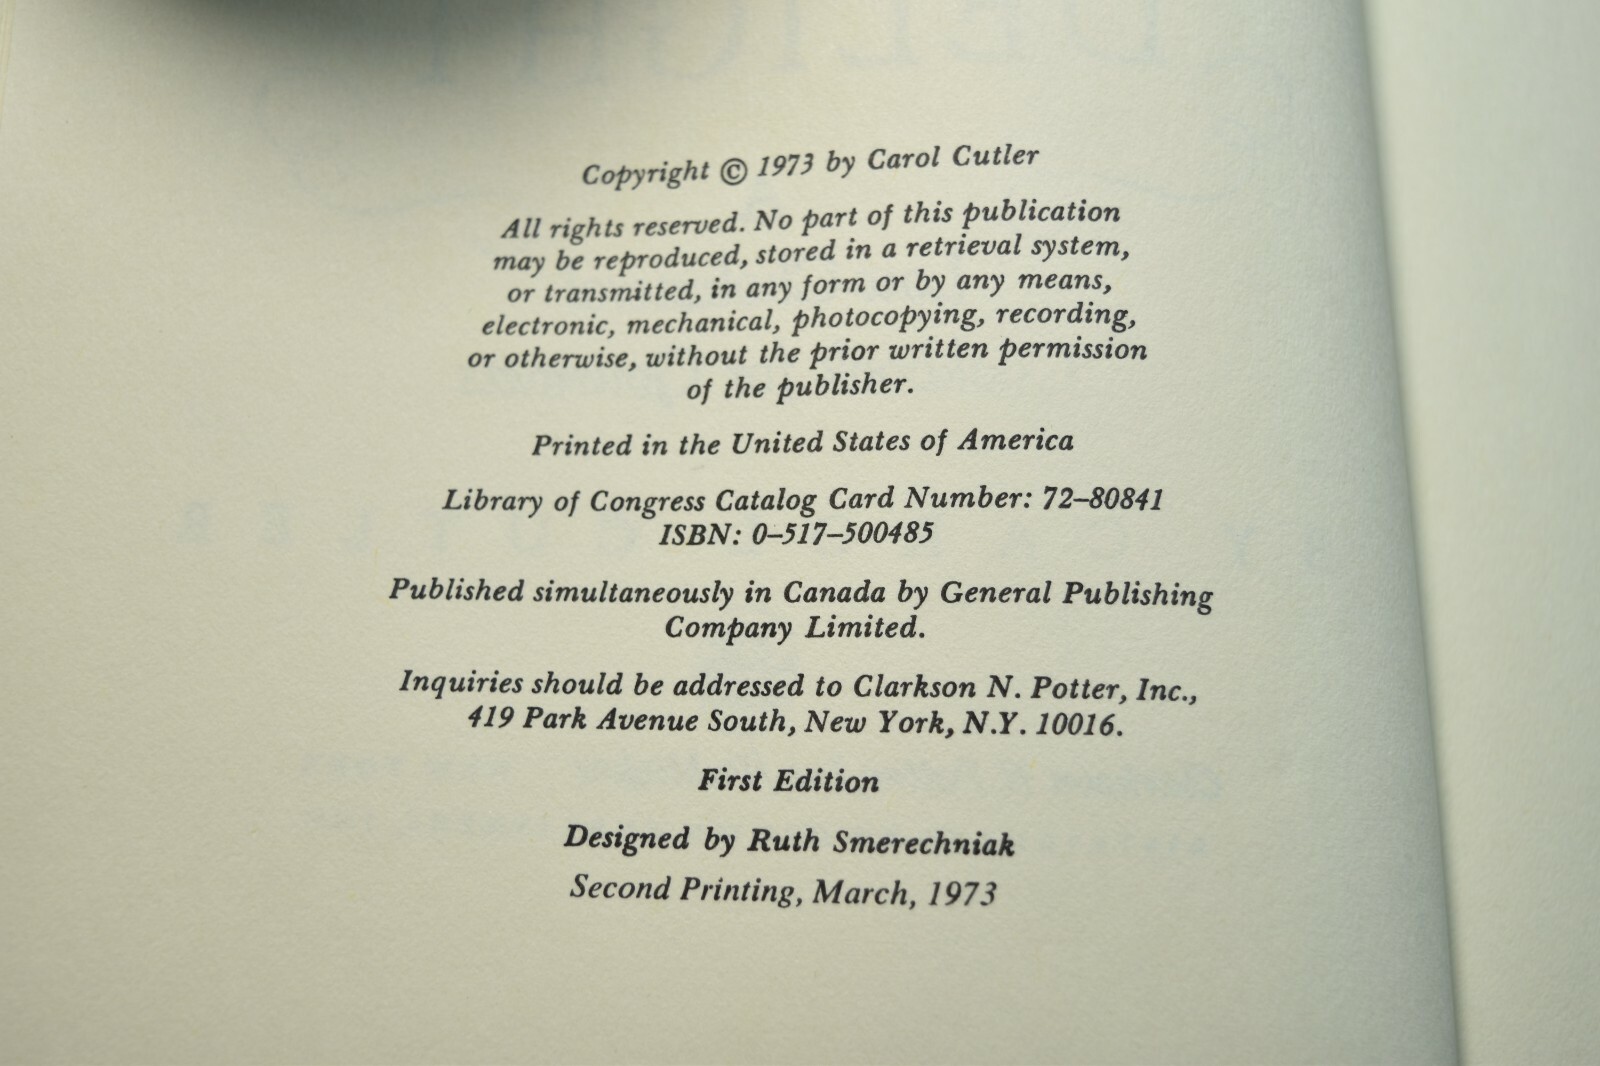 Copyright © 1973 by Carol Cutler
All rights reserved. No part of this publication
may be reproduced, stored in a retrieval system,
or transmitted, in any form or by any means,
electronic, mechanical, photocopying, recording,
or otherwise, without the prior written permission
of the publisher.
Printed in the United States of America
Library of Congress Catalog Card Number: 72–80841
ISBN: 0–517–500485
Published simultaneously in Canada by General Publishing
Company Limited.
Inquiries should be addressed to Clarkson N. Potter, Inc.,
419 Park Avenue South, New York, N.Y. 10016.
First Edition
Designed by Ruth Smerechniak
Second Printing, March, 1973